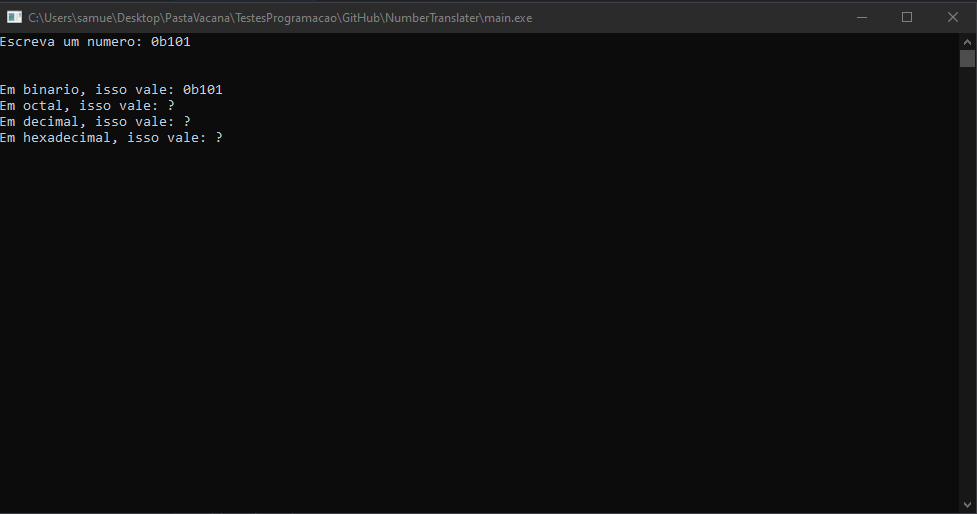 C:\Users\samue\Desktop\PastaVacana\TestesProgramacao\GitHub\NumberTranslater\main.exe
Escreva um numero: 0b101
Em binario, isso vale: 0b101
Em octal, isso vale: ?
Em decimal, isso vale: ?
Em hexadecimal, isso vale: ?